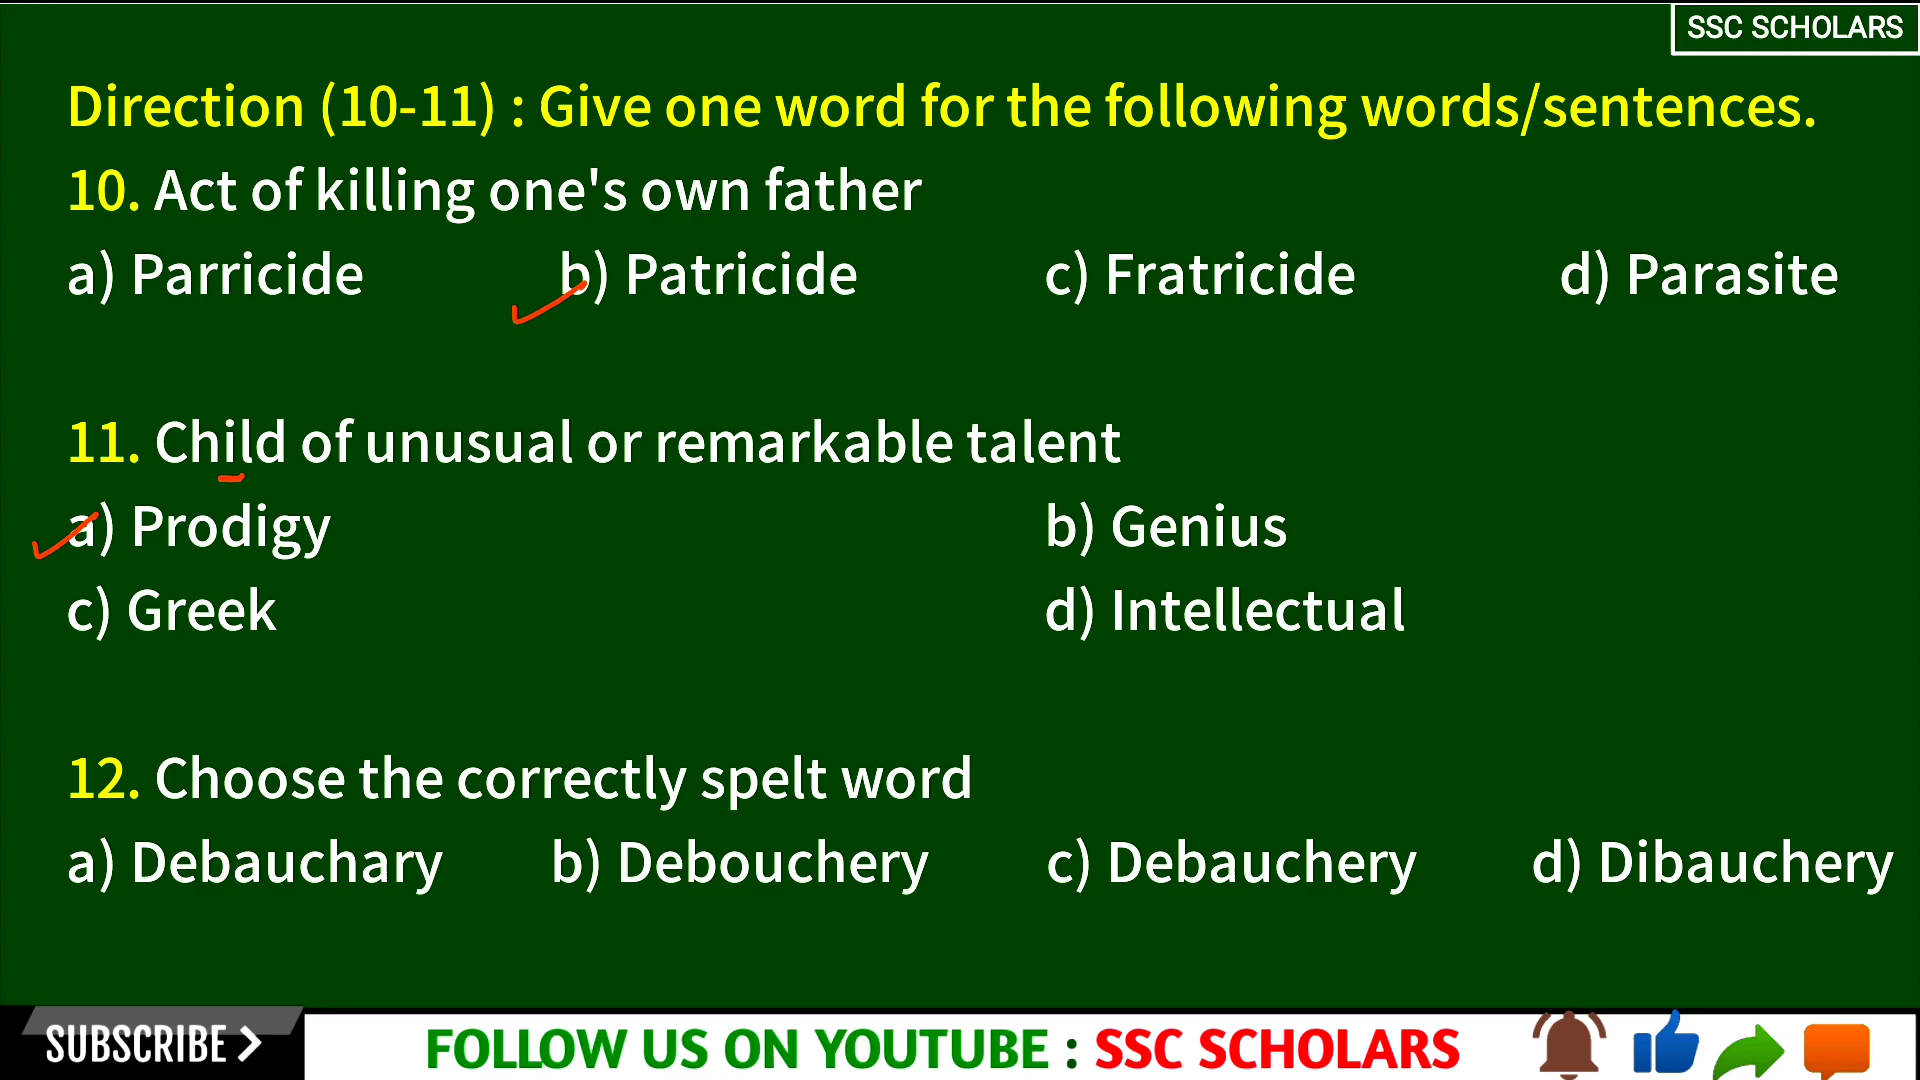 SSC SCHOLARS
Direction (10-11) : Give one word for the following words/sentences.
10. Act of killing one's own father
a) Parricide b) Patricide c) Fratricide d) Parasite
11. Child of unusual or remarkable talent
a) Prodigy b) Genius
c) Greek d) Intellectual
12. Choose the correctly spelt word
a) Debauchary b) Debouchery c) Debauchery d) Dibauchery
SUBSCRIBE FOLLOW US ON YOUTUBE : SSC SCHOLARS